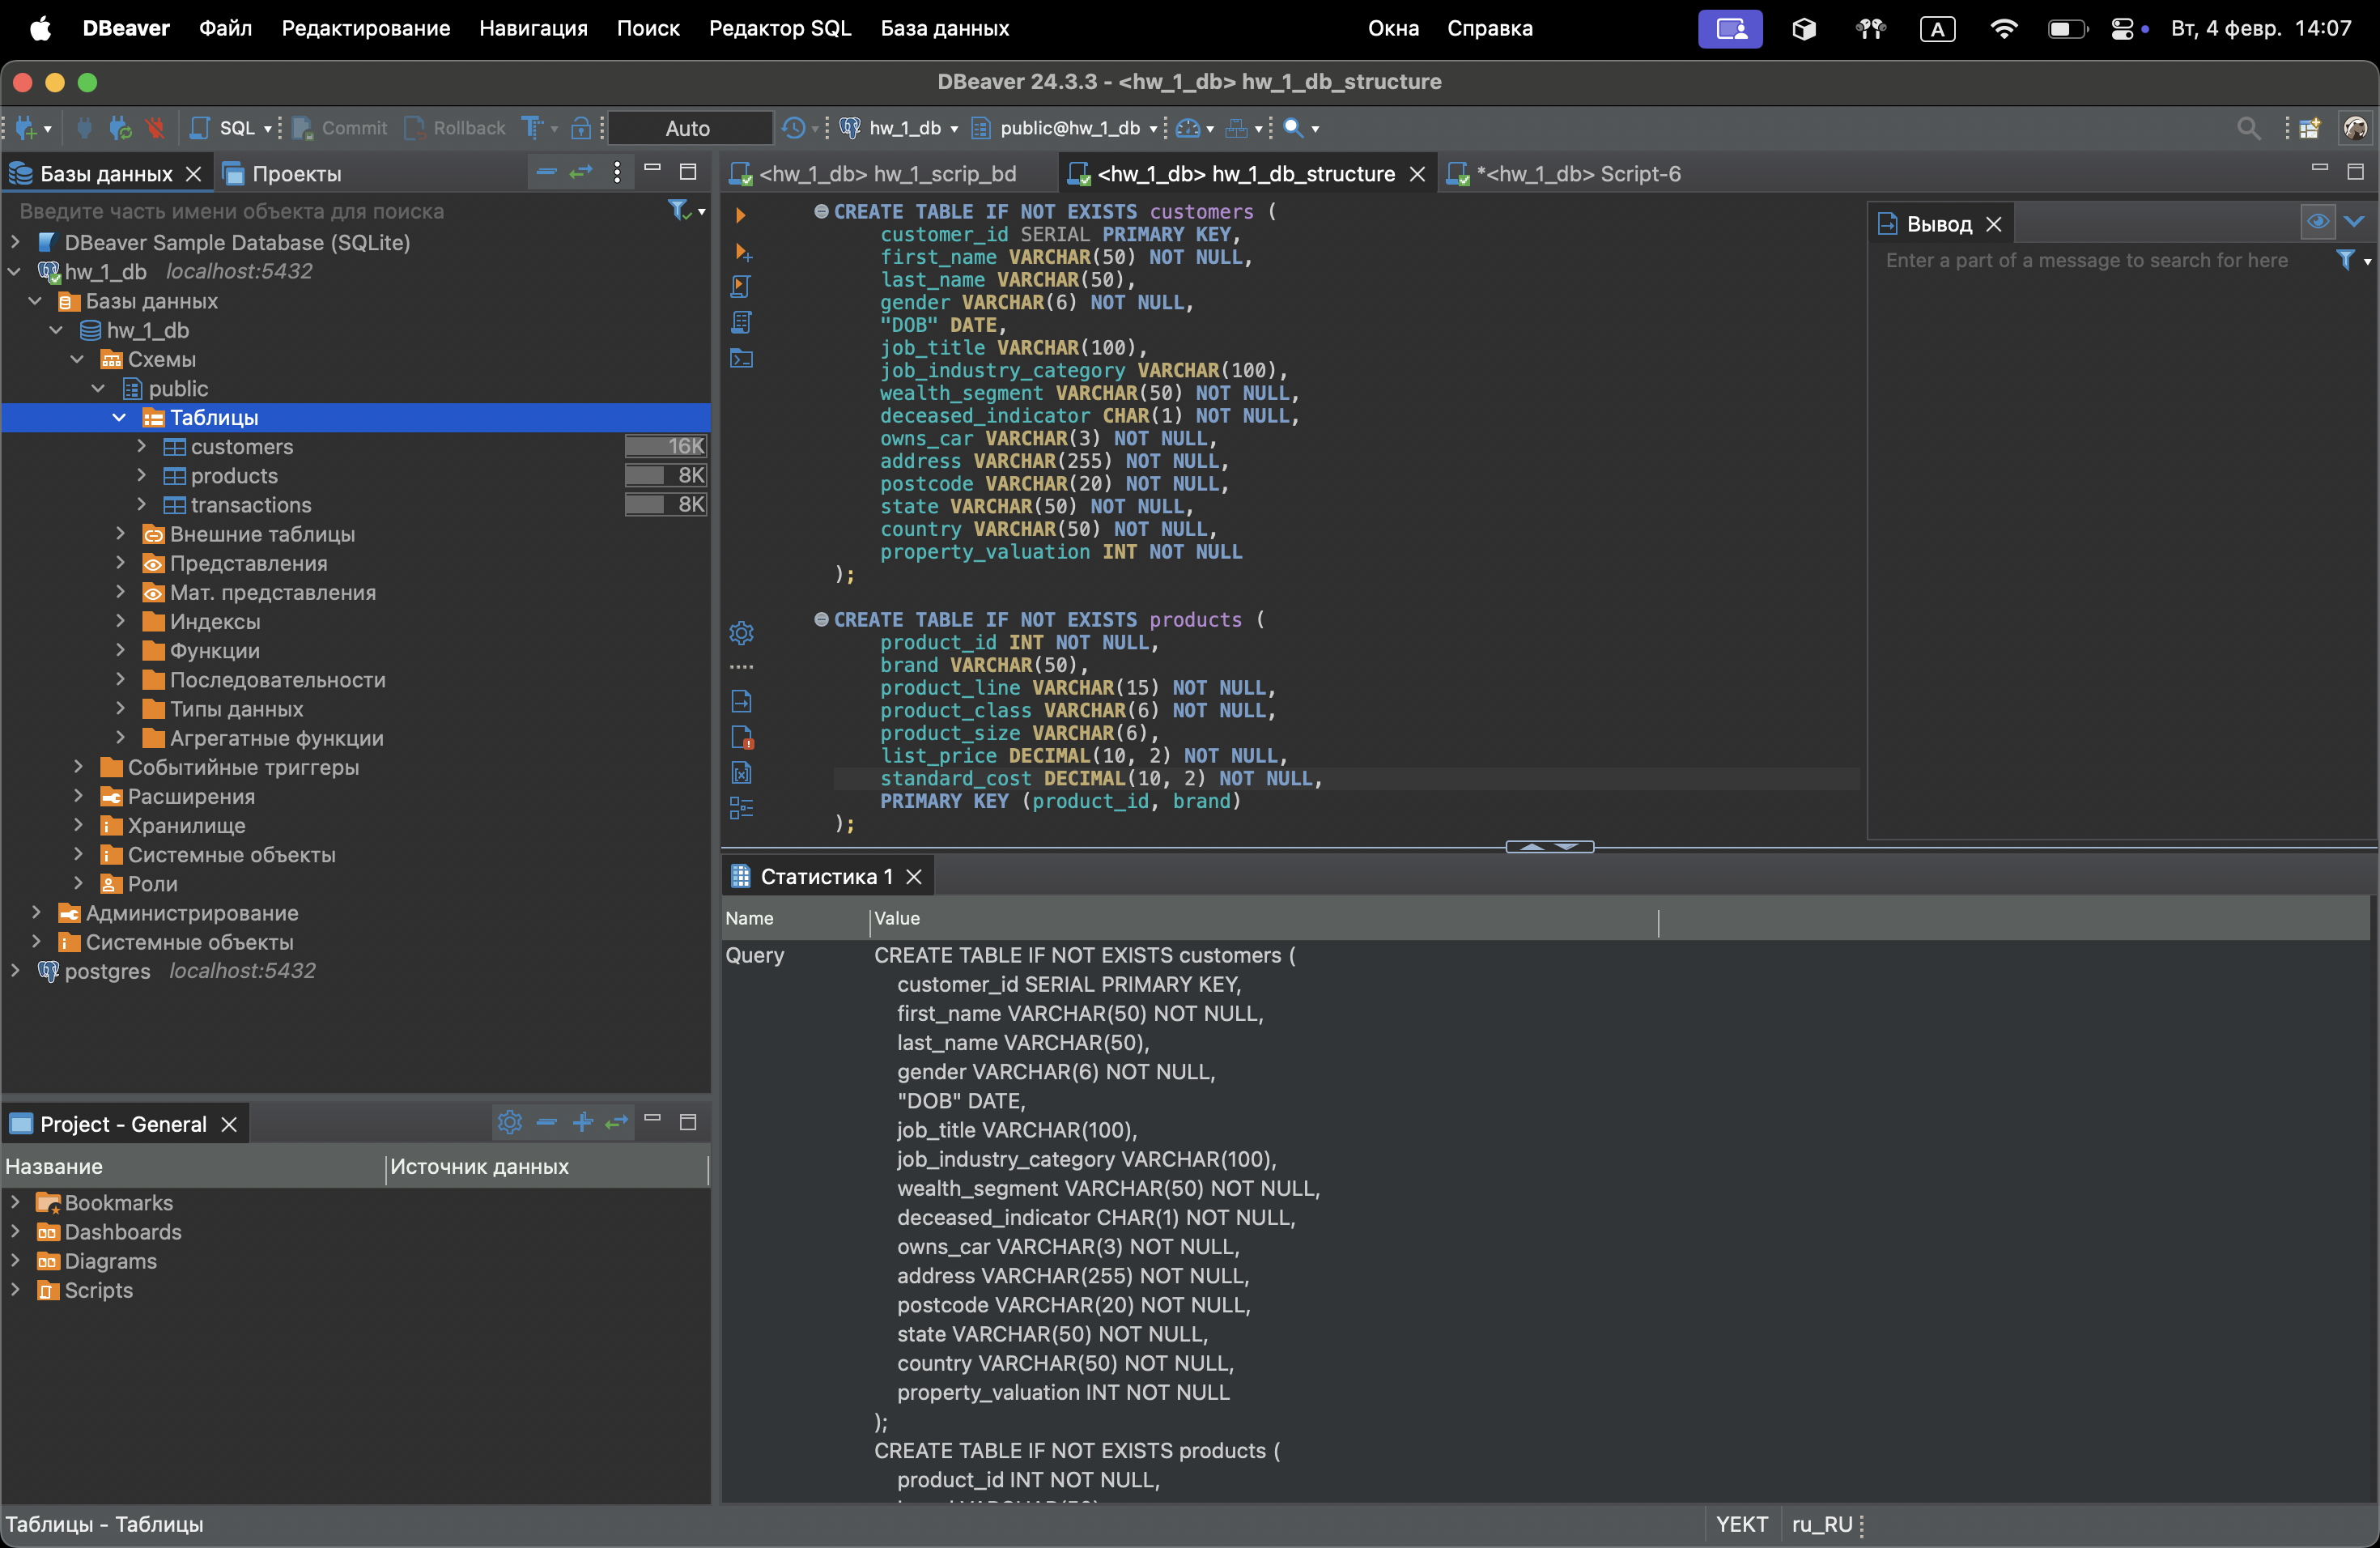 DBeaver Файл Редактирование Навигация Поиск Редактор SQL База данных Окна Справка A Вт, 4 февр. 14:07
DBeaver 24.3.3 - <hw_1_db> hw_1_db_structure
SQL Commit Rollback Auto hw_1_db public@hw_1_db
Базы данных Проекты
Введите часть имени объекта для поиска
DBeaver Sample Database (SQLite)
hw_1_db localhost:5432
Базы данных
hw_1_db
Схемы
public
Таблицы
customers 16K
products 8K
transactions 8K
Внешние таблицы
Представления
Мат. представления
Индексы
Функции
Последовательности
Типы данных
Агрегатные функции
Событийные триггеры
Расширения
Хранилище
Системные объекты
Роли
Администрирование
Системные объекты
postgres localhost:5432
Project - General
Название Источник данных
Bookmarks
Dashboards
Diagrams
Scripts
<hw_1_db> hw_1_scrip_bd <hw_1_db> hw_1_db_structure *<hw_1_db> Script-6
CREATE TABLE IF NOT EXISTS customers (
customer_id SERIAL PRIMARY KEY,
first_name VARCHAR(50) NOT NULL,
last_name VARCHAR(50),
gender VARCHAR(6) NOT NULL,
"DOB" DATE,
job_title VARCHAR(100),
job_industry_category VARCHAR(100),
wealth_segment VARCHAR(50) NOT NULL,
deceased_indicator CHAR(1) NOT NULL,
owns_car VARCHAR(3) NOT NULL,
address VARCHAR(255) NOT NULL,
postcode VARCHAR(20) NOT NULL,
state VARCHAR(50) NOT NULL,
country VARCHAR(50) NOT NULL,
property_valuation INT NOT NULL
);
CREATE TABLE IF NOT EXISTS products (
product_id INT NOT NULL,
brand VARCHAR(50),
product_line VARCHAR(15) NOT NULL,
product_class VARCHAR(6) NOT NULL,
product_size VARCHAR(6),
list_price DECIMAL(10, 2) NOT NULL,
standard_cost DECIMAL(10, 2) NOT NULL,
PRIMARY KEY (product_id, brand)
);
Вывод
Enter a part of a message to search for here
Статистика 1
Name Value
Query CREATE TABLE IF NOT EXISTS customers (
customer_id SERIAL PRIMARY KEY,
first_name VARCHAR(50) NOT NULL,
last_name VARCHAR(50),
gender VARCHAR(6) NOT NULL,
"DOB" DATE,
job_title VARCHAR(100),
job_industry_category VARCHAR(100),
wealth_segment VARCHAR(50) NOT NULL,
deceased_indicator CHAR(1) NOT NULL,
owns_car VARCHAR(3) NOT NULL,
address VARCHAR(255) NOT NULL,
postcode VARCHAR(20) NOT NULL,
state VARCHAR(50) NOT NULL,
country VARCHAR(50) NOT NULL,
property_valuation INT NOT NULL
);
CREATE TABLE IF NOT EXISTS products (
product_id INT NOT NULL,
Таблицы - Таблицы YEKT ru_RU